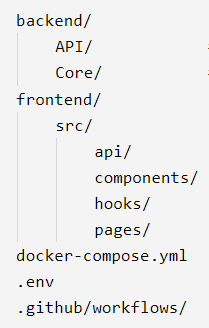 backend/
API/
Core/
frontend/
src/
api/
components/
hooks/
pages/
docker-compose.yml
.env
.github/workflows/